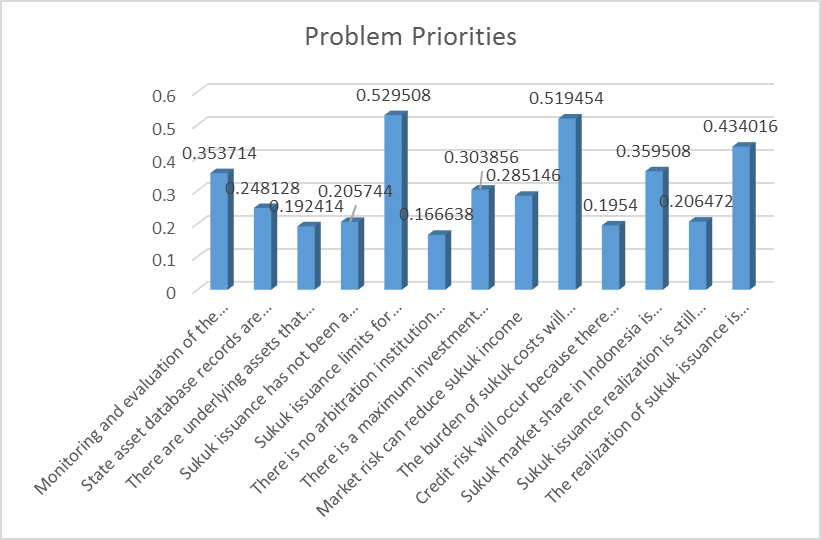 Problem Priorities
0.6
0.5
0.4
0.3
0.2
0.1
0
0.353714
0.248128
0.192414
0.205744
0.529508
0.166638
0.303856
0.285146
0.519454
0.1954
0.359508
0.206472
0.434016
Monitoring and evaluation of the...
State asset database records are...
There are underlying assets that...
Sukuk issuance has not been a...
Sukuk issuance limits for...
There is no arbitration institution...
There is a maximum investment...
Market risk can reduce sukuk income
The burden of sukuk costs will...
Credit risk will occur because there...
Sukuk market share in Indonesia is...
Sukuk issuance realization is still...
The realization of sukuk issuance is...